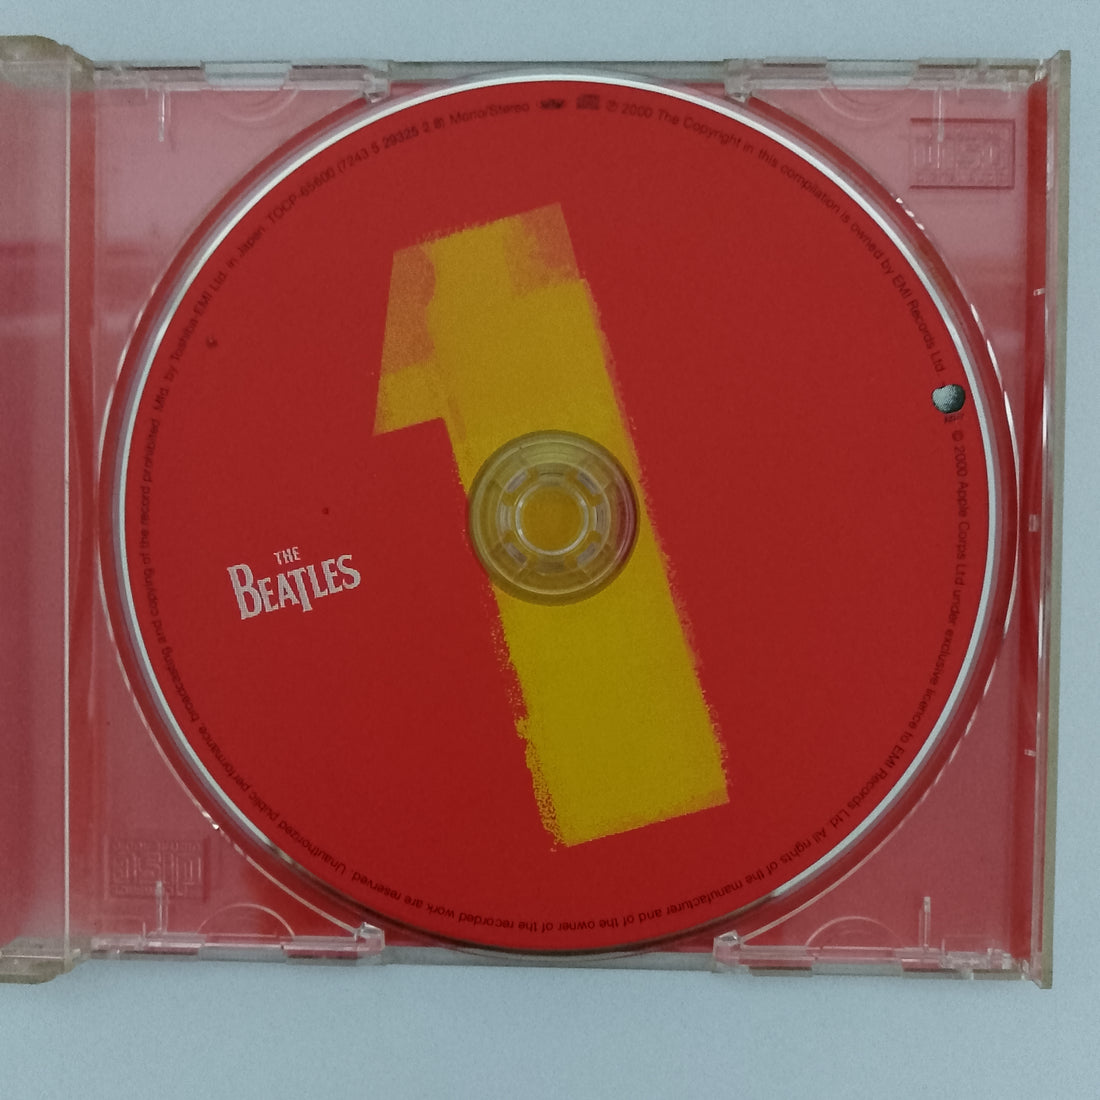 1
THE
BEATLES
TOCP-65600 (7243 5 29325 2 8) Mono/Stereo
℗ 2000 The Copyright in this compilation is owned by EMI Records Ltd.
© 2000 Apple Corps Ltd under exclusive licence to EMI Records Ltd. All rights of the manufacturer and of the owner of the recorded work are reserved. Unauthorized public performance, broadcasting and copying of the record prohibited. Mfd. by Toshiba-EMI Ltd. in Japan.